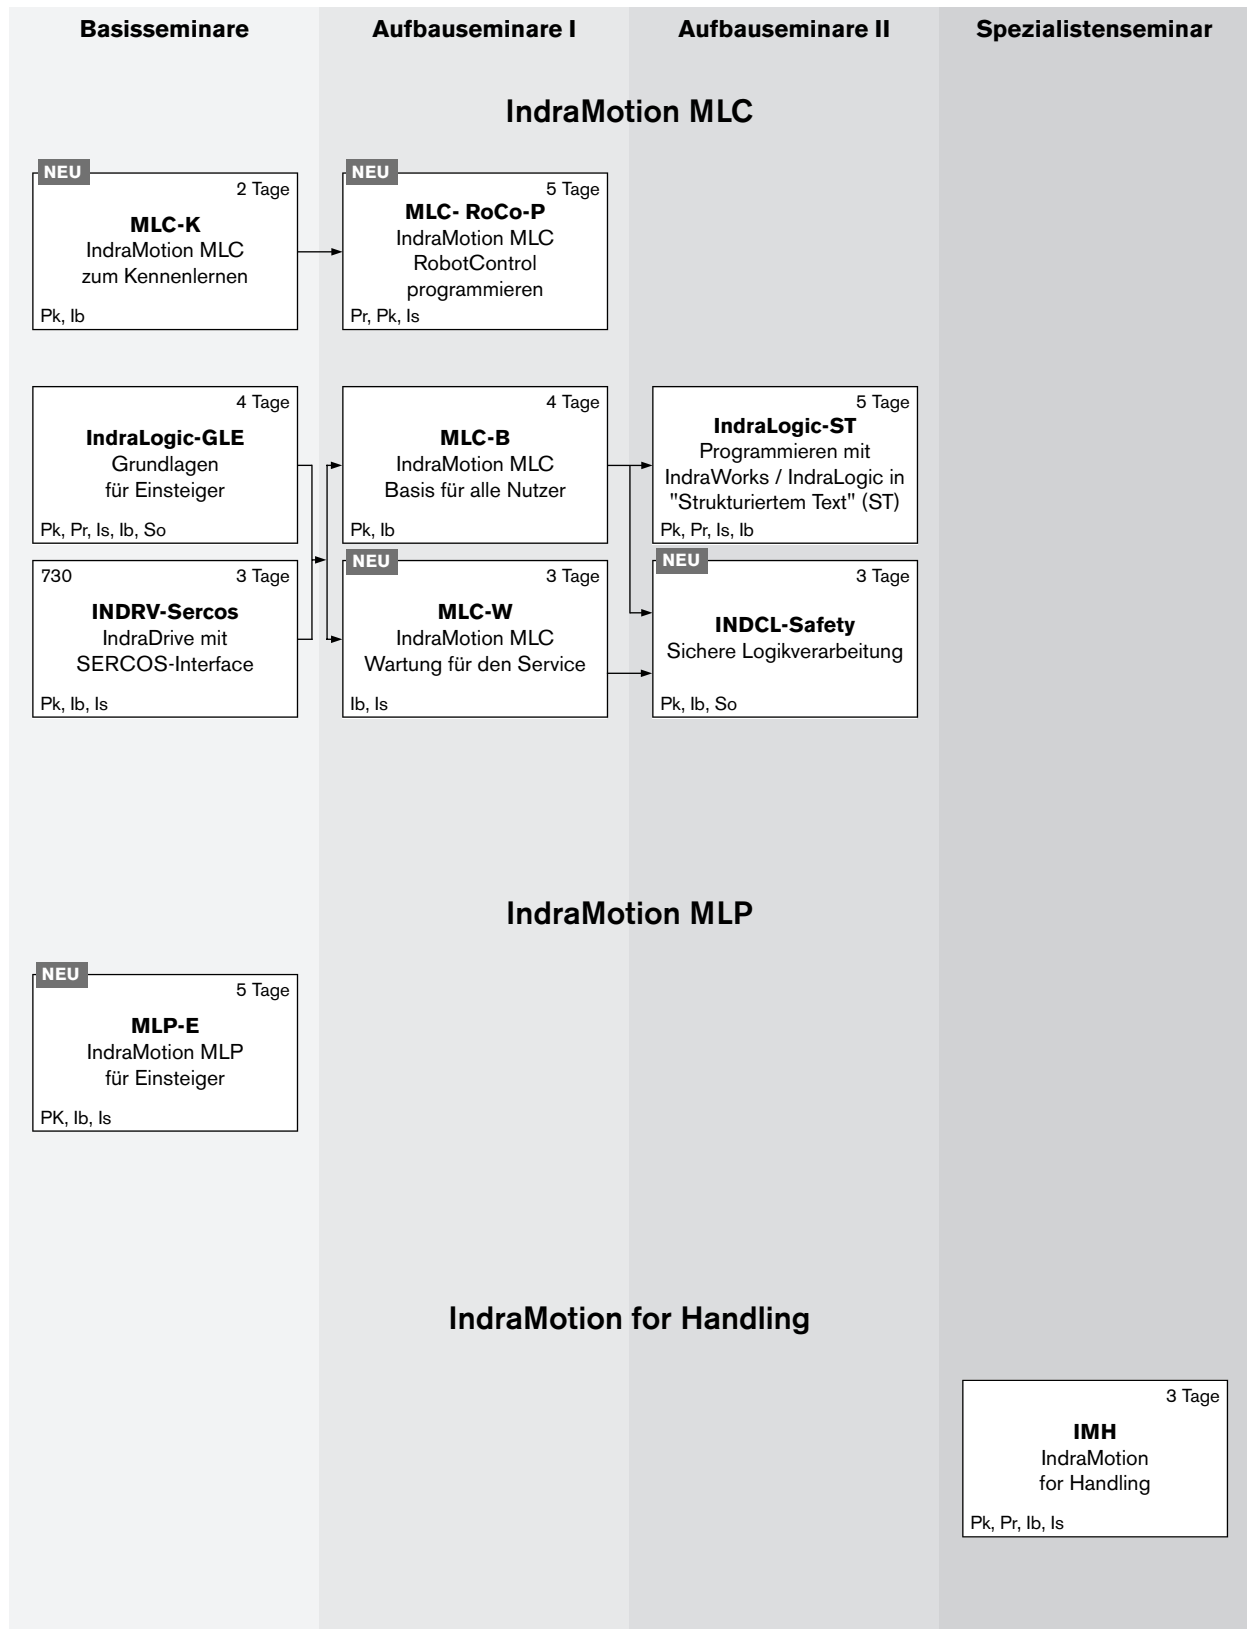 Basisseminare
Aufbauseminare I
Aufbauseminare II
Spezialistenseminar
IndraMotion MLC
NEU
2 Tage
MLC-K
IndraMotion MLC
zum Kennenlernen
Pk, Ib
NEU
5 Tage
MLC- RoCo-P
IndraMotion MLC
RobotControl
programmieren
Pr, Pk, Is
4 Tage
IndraLogic-GLE
Grundlagen
für Einsteiger
Pk, Pr, Is, Ib, So
4 Tage
MLC-B
IndraMotion MLC
Basis für alle Nutzer
Pk, Ib
5 Tage
IndraLogic-ST
Programmieren mit
IndraWorks / IndraLogic in
"Strukturiertem Text" (ST)
Pk, Pr, Is, Ib
730
3 Tage
INDRV-Sercos
IndraDrive mit
SERCOS-Interface
Pk, Ib, Is
NEU
3 Tage
MLC-W
IndraMotion MLC
Wartung für den Service
Ib, Is
NEU
3 Tage
INDCL-Safety
Sichere Logikverarbeitung
Pk, Ib, So
IndraMotion MLP
NEU
5 Tage
MLP-E
IndraMotion MLP
für Einsteiger
PK, Ib, Is
IndraMotion for Handling
3 Tage
IMH
IndraMotion
for Handling
Pk, Pr, Ib, Is